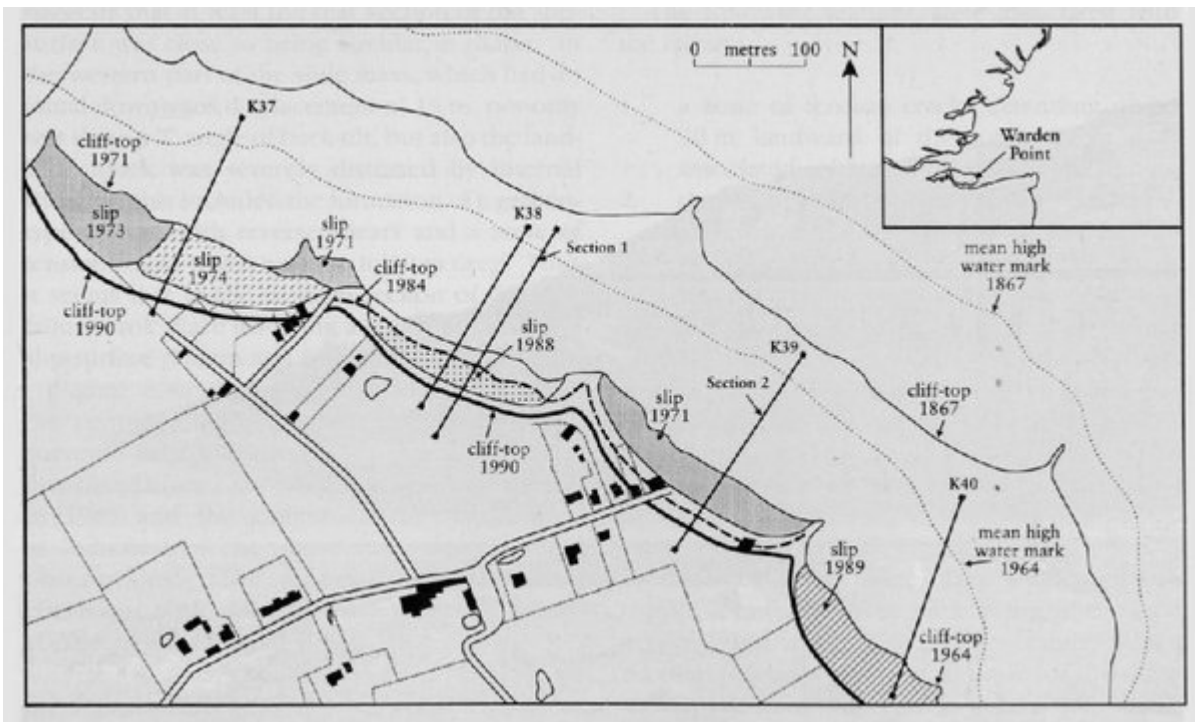 0 metres 100
N
Warden
Point
K37
cliff-top
1971
slip
1973
slip
1974
slip
1971
cliff-top
1984
K38
Section 1
slip
1988
cliff-top
1990
cliff-top
1990
mean high
water mark
1867
K39
Section 2
slip
1971
cliff-top
1867
K40
slip
1989
mean high
water mark
1964
cliff-top
1964